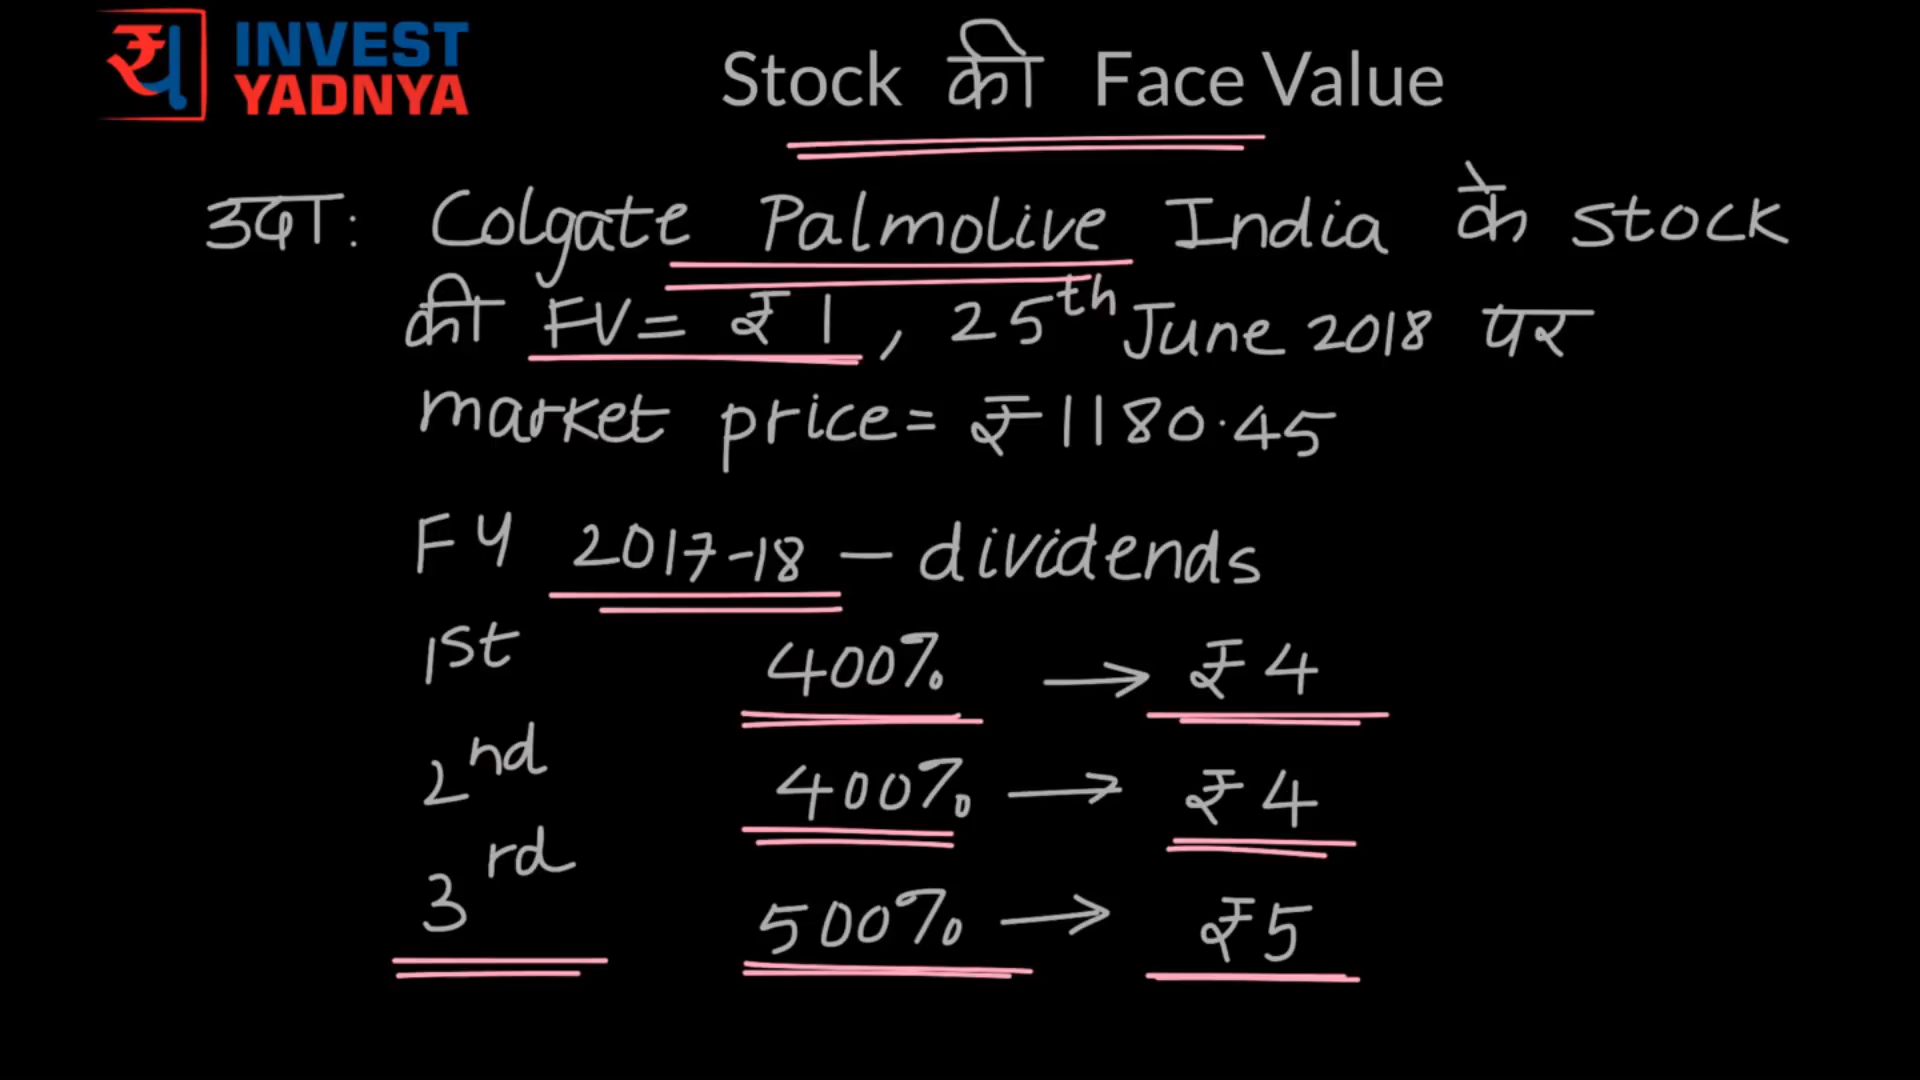 INVEST
YADNYA
Stock की Face Value
उदा: Colgate Palmolive India के stock
की FV = ₹ 1, 25th June 2018 पर
market price = ₹ 1180.45
FY 2017-18 – dividends
1st 400% → ₹ 4
2nd 400% → ₹ 4
3rd 500% → ₹ 5